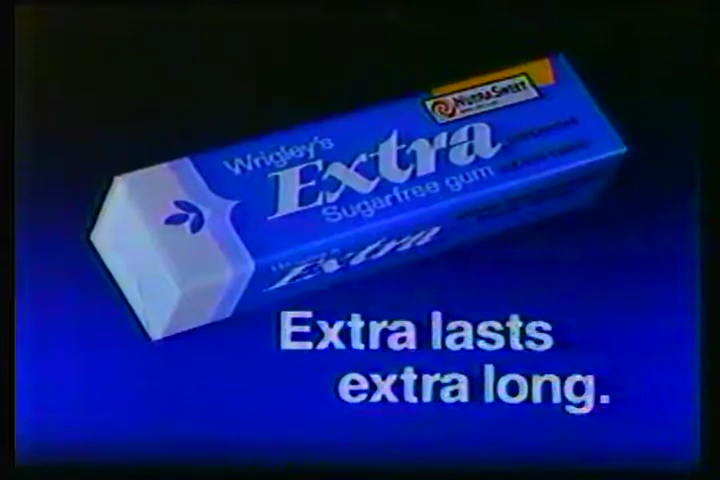 NutraSweet
Wrigley's
Extra
Sugarfree gum
Extra
Extra lasts
extra long.